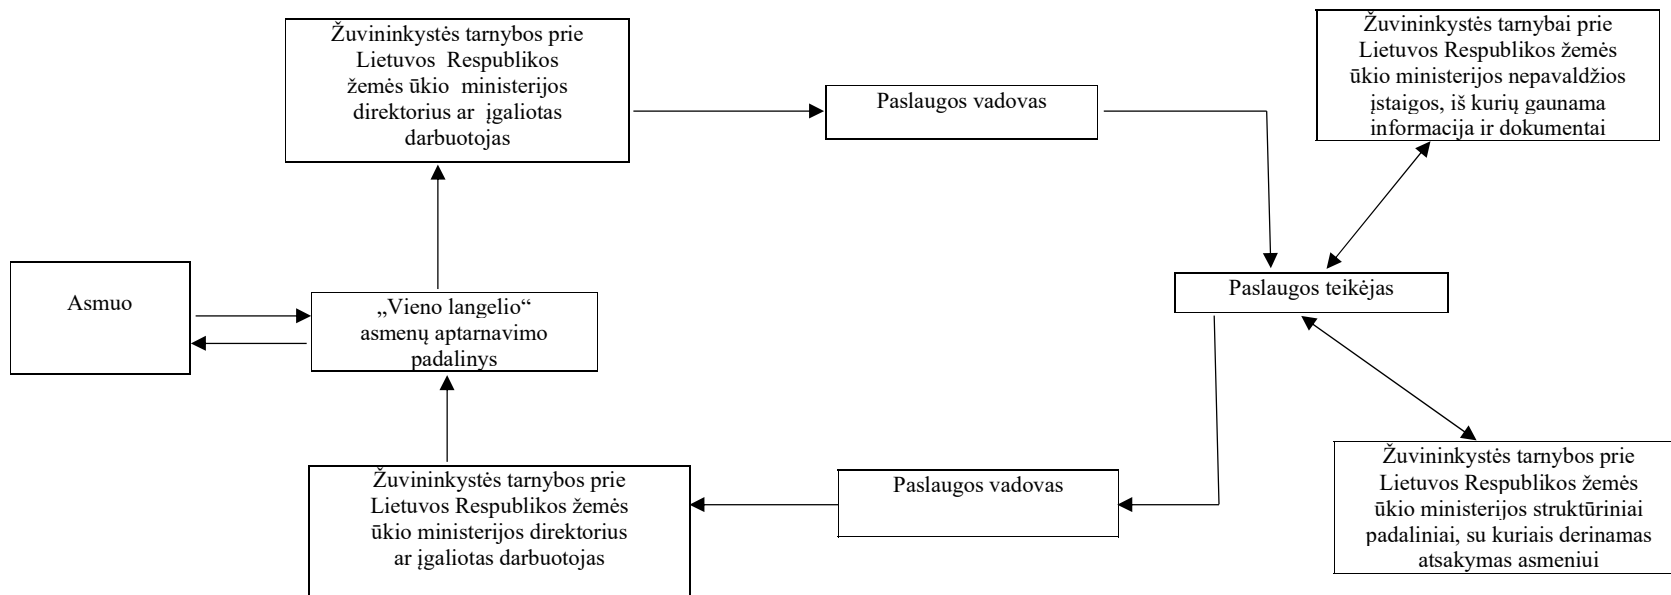 Žuvininkystės tarnybos prie
Lietuvos Respublikos
žemės ūkio ministerijos
direktorius ar įgaliotas
darbuotojas
Paslaugos vadovas
Žuvininkystės tarnybai prie
Lietuvos Respublikos žemės
ūkio ministerijos nepavaldžios
įstaigos, iš kurių gaunama
informacija ir dokumentai
Asmuo
„Vieno langelio“
asmenų aptarnavimo
padalinys
Paslaugos teikėjas
Žuvininkystės tarnybos prie
Lietuvos Respublikos žemės
ūkio ministerijos direktorius
ar įgaliotas darbuotojas
Paslaugos vadovas
Žuvininkystės tarnybos prie
Lietuvos Respublikos žemės
ūkio ministerijos struktūriniai
padaliniai, su kuriais derinamas
atsakymas asmeniui